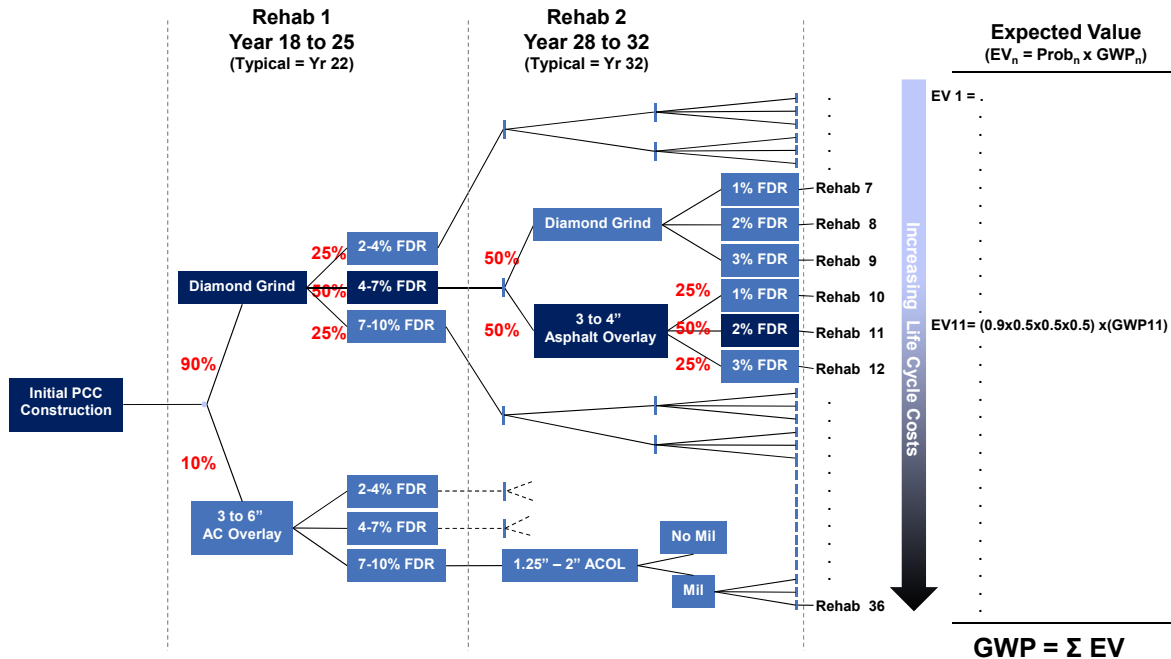 Rehab 1
Year 18 to 25
(Typical = Yr 22)
Rehab 2
Year 28 to 32
(Typical = Yr 32)
Expected Value
(EVn = Probn x GWPn)
EV 1 =
1% FDR
Rehab 7
Diamond Grind
2% FDR
Rehab 8
3% FDR
Rehab 9
25%
2-4% FDR
50%
Diamond Grind
50%
4-7% FDR
25%
1% FDR
Rehab 10
25%
7-10% FDR
50%
3 to 4”
Asphalt Overlay
50%
2% FDR
Rehab 11
EV11= (0.9x0.5x0.5x0.5) x(GWP11)
25%
3% FDR
Rehab 12
Increasing Life Cycle Costs
90%
Initial PCC
Construction
10%
2-4% FDR
3 to 6”
AC Overlay
4-7% FDR
7-10% FDR
1.25” – 2” ACOL
No Mil
Mil
Rehab 36
GWP = Σ EV